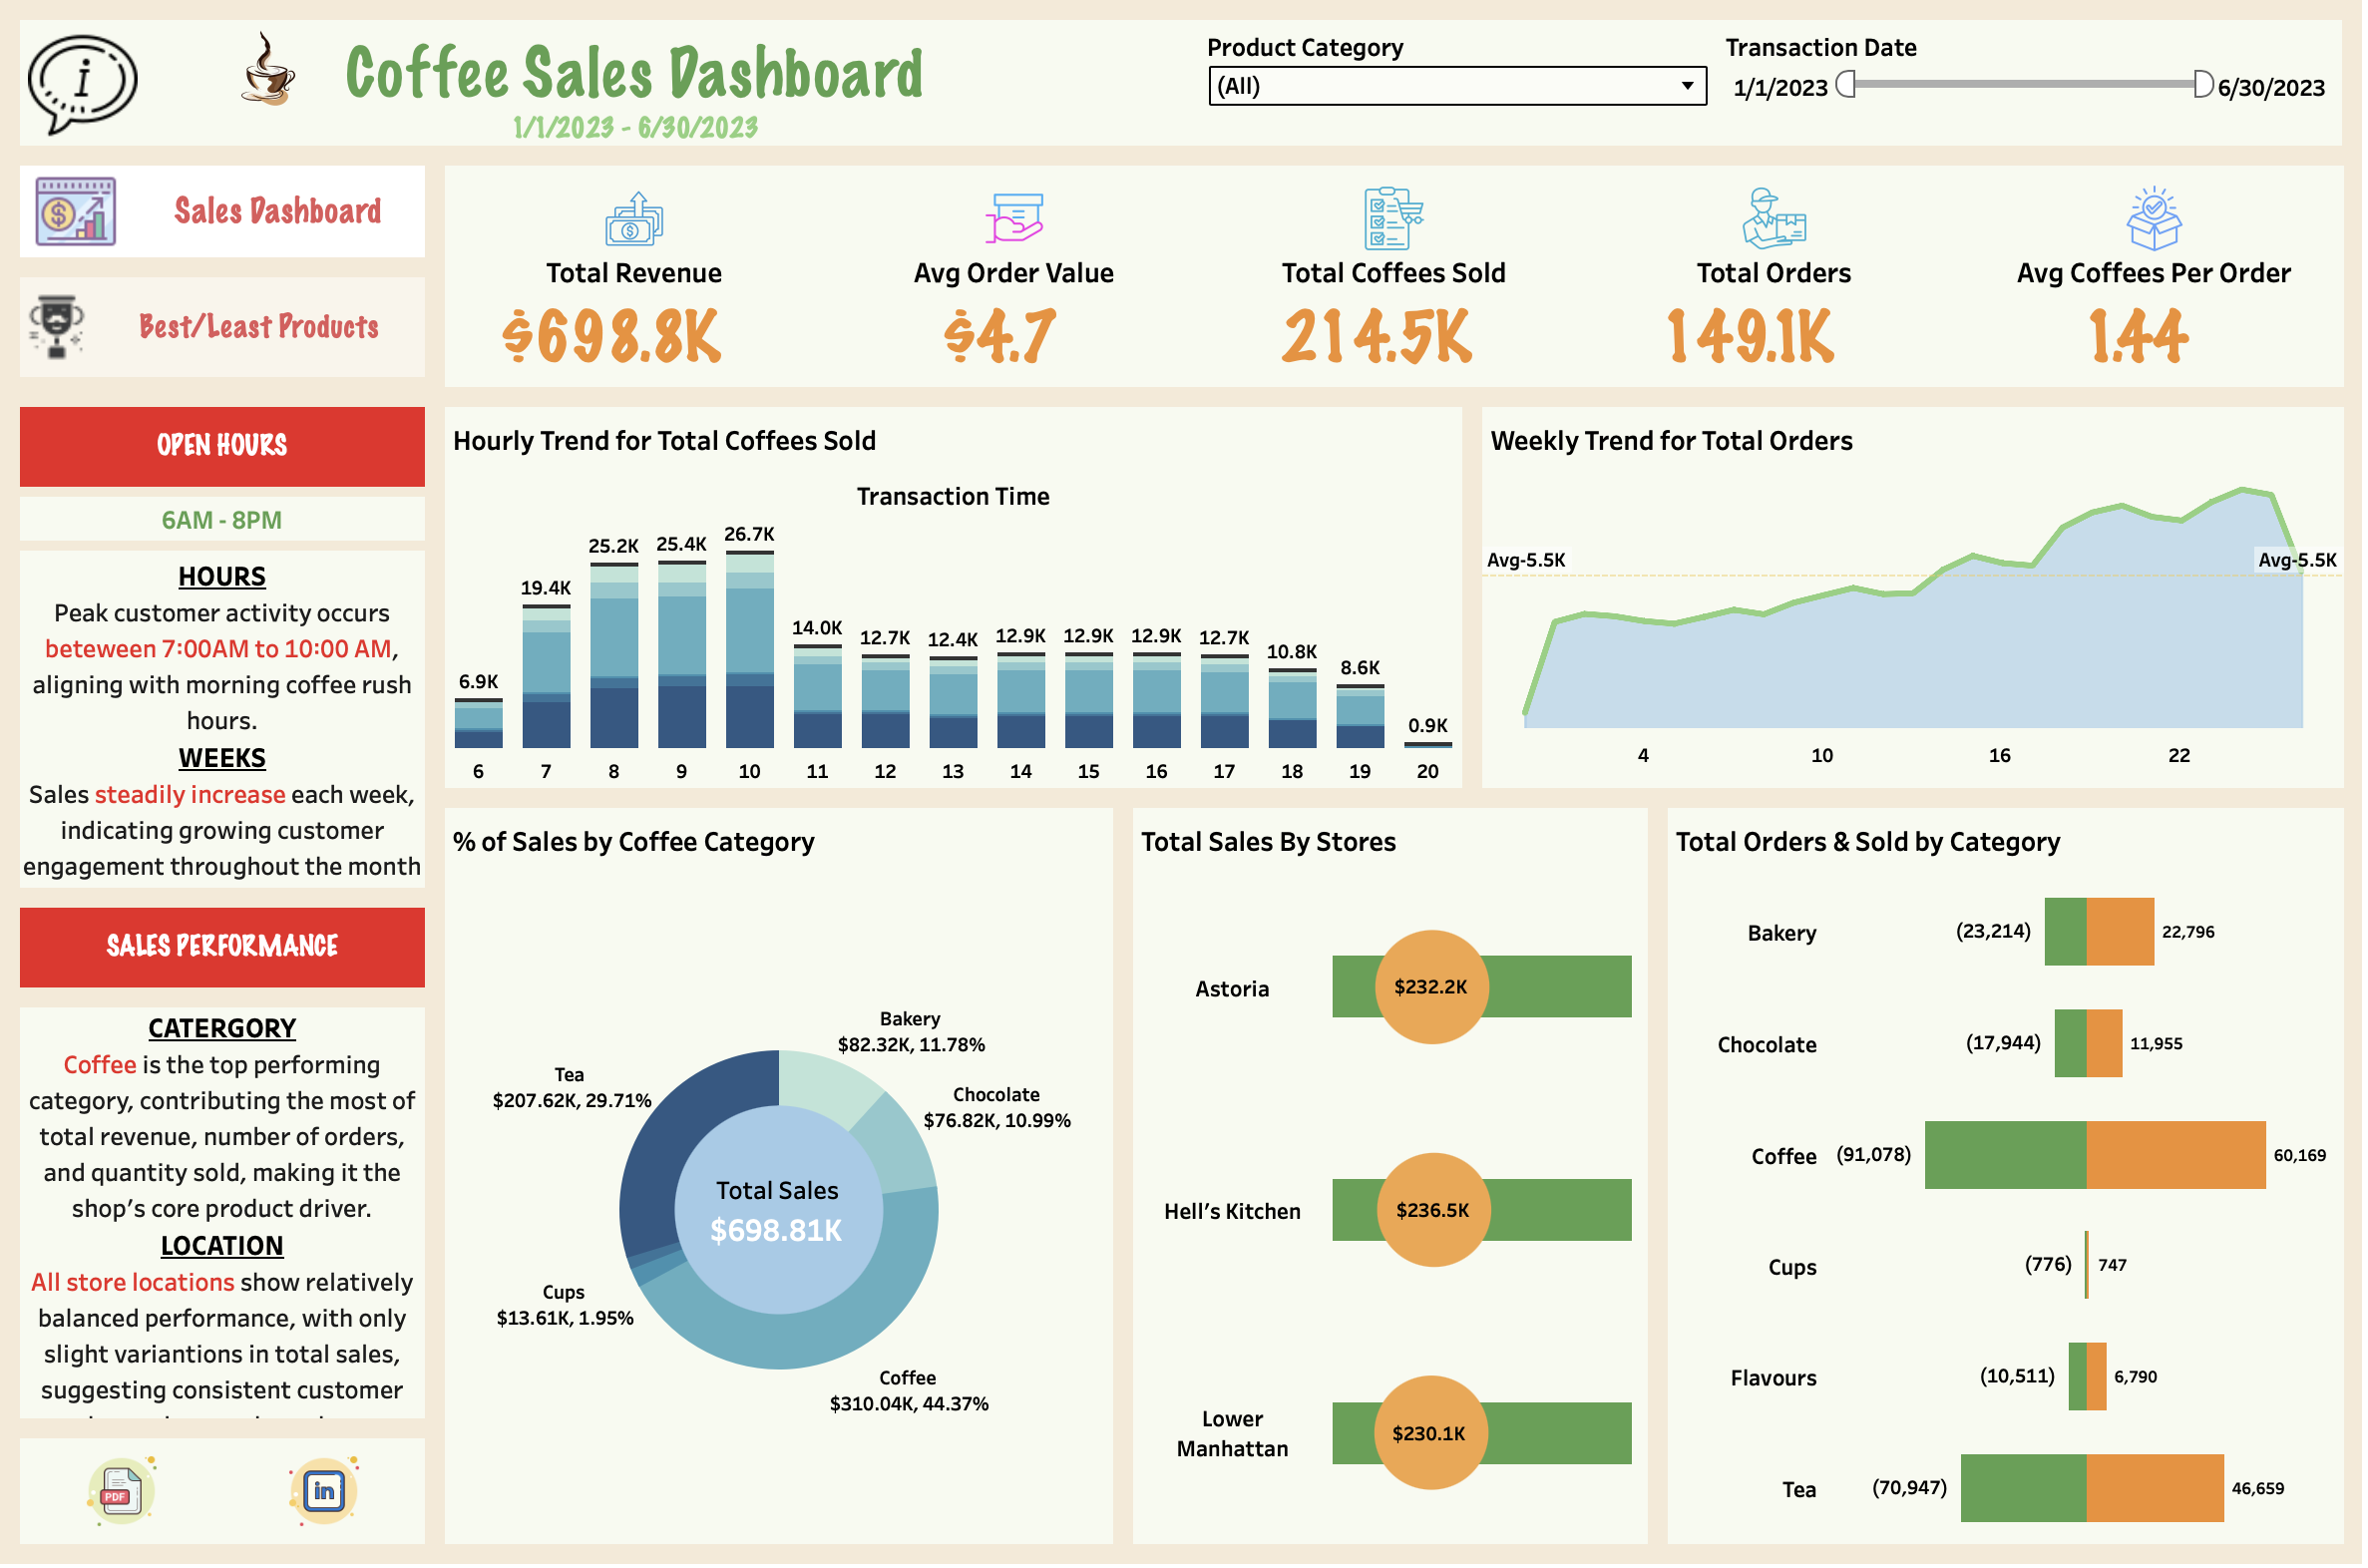 Coffee Sales Dashboard
1/1/2023 - 6/30/2023
Product Category
(All)
Transaction Date
1/1/2023
6/30/2023
Sales Dashboard
Best/Least Products
Total Revenue
$698.8K
Avg Order Value
$4.7
Total Coffees Sold
214.5K
Total Orders
149.1K
Avg Coffees Per Order
1.44
OPEN HOURS
6AM - 8PM
HOURS
Peak customer activity occurs
beteween 7:00AM to 10:00 AM,
aligning with morning coffee rush
hours.
WEEKS
Sales steadily increase each week,
indicating growing customer
engagement throughout the month
SALES PERFORMANCE
CATERGORY
Coffee is the top performing
category, contributing the most of
total revenue, number of orders,
and quantity sold, making it the
shop's core product driver.
LOCATION
All store locations show relatively
balanced performance, with only
slight variantions in total sales,
suggesting consistent customer
PDF
in
Hourly Trend for Total Coffees Sold
Transaction Time
6.9K
19.4K
25.2K
25.4K
26.7K
14.0K
12.7K
12.4K
12.9K
12.9K
12.9K
12.7K
10.8K
8.6K
0.9K
6 7 8 9 10 11 12 13 14 15 16 17 18 19 20
Weekly Trend for Total Orders
Avg-5.5K
Avg-5.5K
4 10 16 22
% of Sales by Coffee Category
Bakery
$82.32K, 11.78%
Chocolate
$76.82K, 10.99%
Tea
$207.62K, 29.71%
Total Sales
$698.81K
Cups
$13.61K, 1.95%
Coffee
$310.04K, 44.37%
Total Sales By Stores
Astoria
$232.2K
Hell's Kitchen
$236.5K
Lower
Manhattan
$230.1K
Total Orders & Sold by Category
Bakery (23,214) 22,796
Chocolate (17,944) 11,955
Coffee (91,078) 60,169
Cups (776) 747
Flavours (10,511) 6,790
Tea (70,947) 46,659